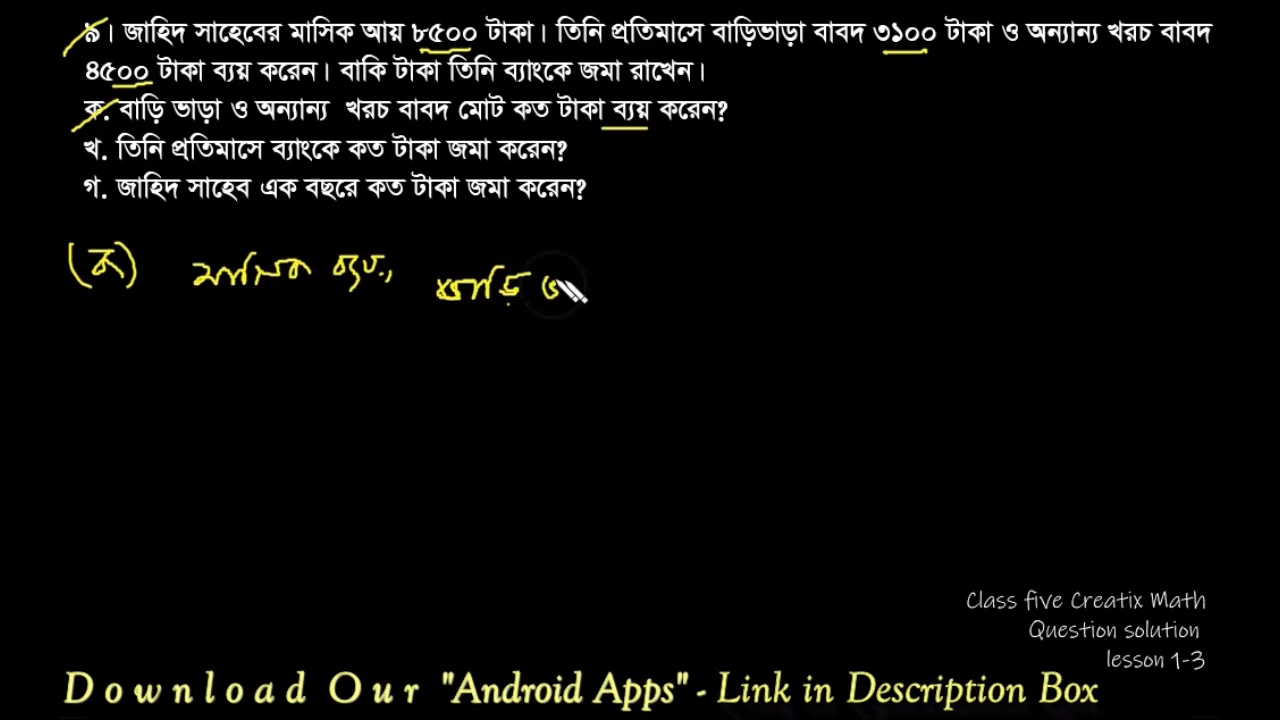 ৯। জাহিদ সাহেবের মাসিক আয় ৮৫০০ টাকা। তিনি প্রতিমাসে বাড়িভাড়া বাবদ ৩১০০ টাকা ও অন্যান্য খরচ বাবদ
৪৫০০ টাকা ব্যয় করেন। বাকি টাকা তিনি ব্যাংকে জমা রাখেন।
ক. বাড়ি ভাড়া ও অন্যান্য খরচ বাবদ মোট কত টাকা ব্যয় করেন?
খ. তিনি প্রতিমাসে ব্যাংকে কত টাকা জমা করেন?
গ. জাহিদ সাহেব এক বছরে কত টাকা জমা করেন?
(ক) মাসিক ব্যয়, বাড়ি
Class five Creatix Math
Question solution
lesson 1-3
Download Our "Android Apps" - Link in Description Box